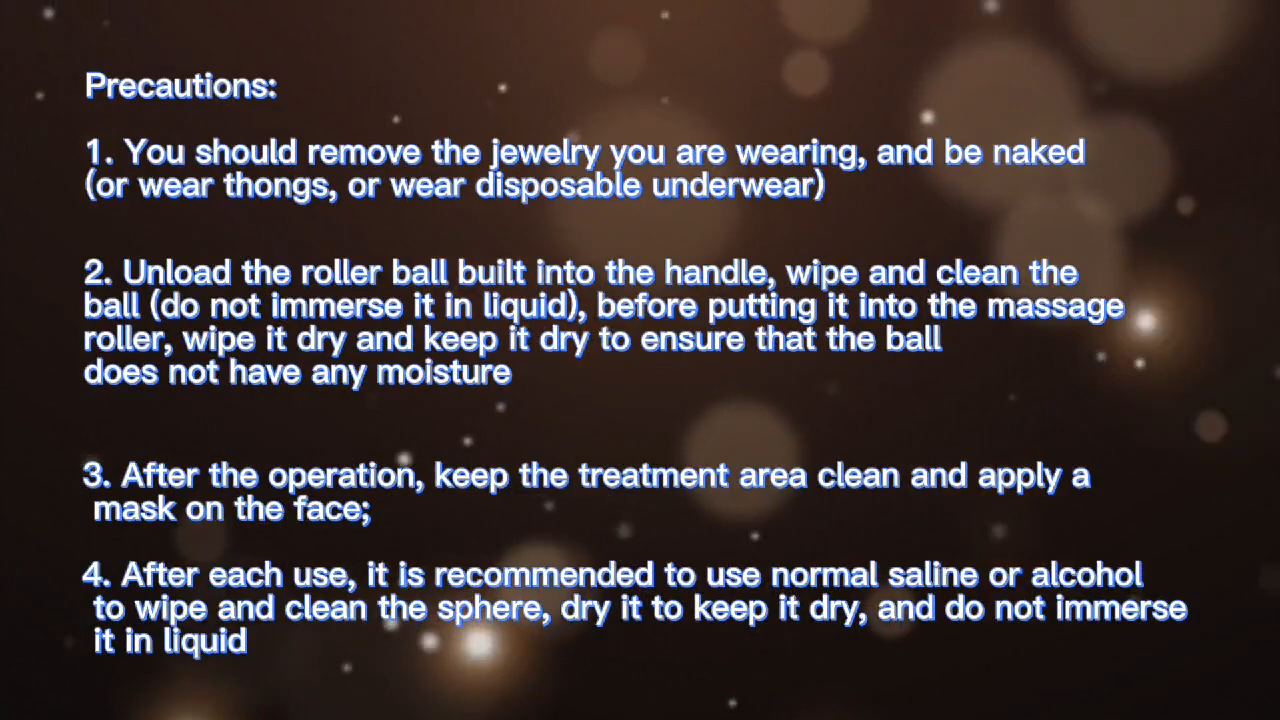 Precautions:
1. You should remove the jewelry you are wearing, and be naked
(or wear thongs, or wear disposable underwear)
2. Unload the roller ball built into the handle, wipe and clean the
ball (do not immerse it in liquid), before putting it into the massage
roller, wipe it dry and keep it dry to ensure that the ball
does not have any moisture
3. After the operation, keep the treatment area clean and apply a
mask on the face;
4. After each use, it is recommended to use normal saline or alcohol
to wipe and clean the sphere, dry it to keep it dry, and do not immerse
it in liquid